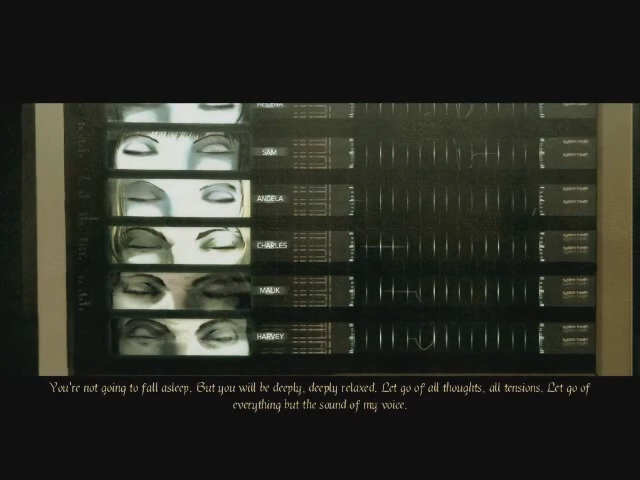 HELENA
SAM
ANGELA
CHARLES
MALIK
HARVEY
You're not going to fall asleep. But you will be deeply, deeply relaxed. Let go of all thoughts, all tensions. Let go of
everything but the sound of my voice.